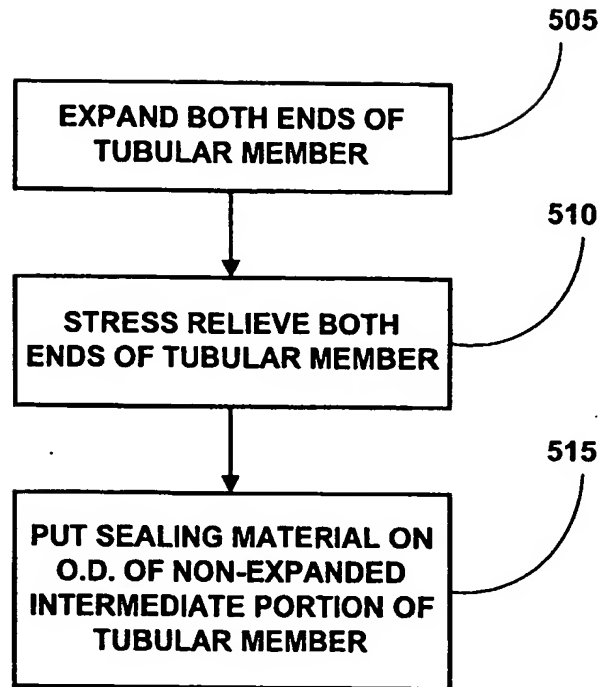 505
EXPAND BOTH ENDS OF
TUBULAR MEMBER
510
STRESS RELIEVE BOTH
ENDS OF TUBULAR MEMBER
515
PUT SEALING MATERIAL ON
O.D. OF NON-EXPANDED
INTERMEDIATE PORTION OF
TUBULAR MEMBER